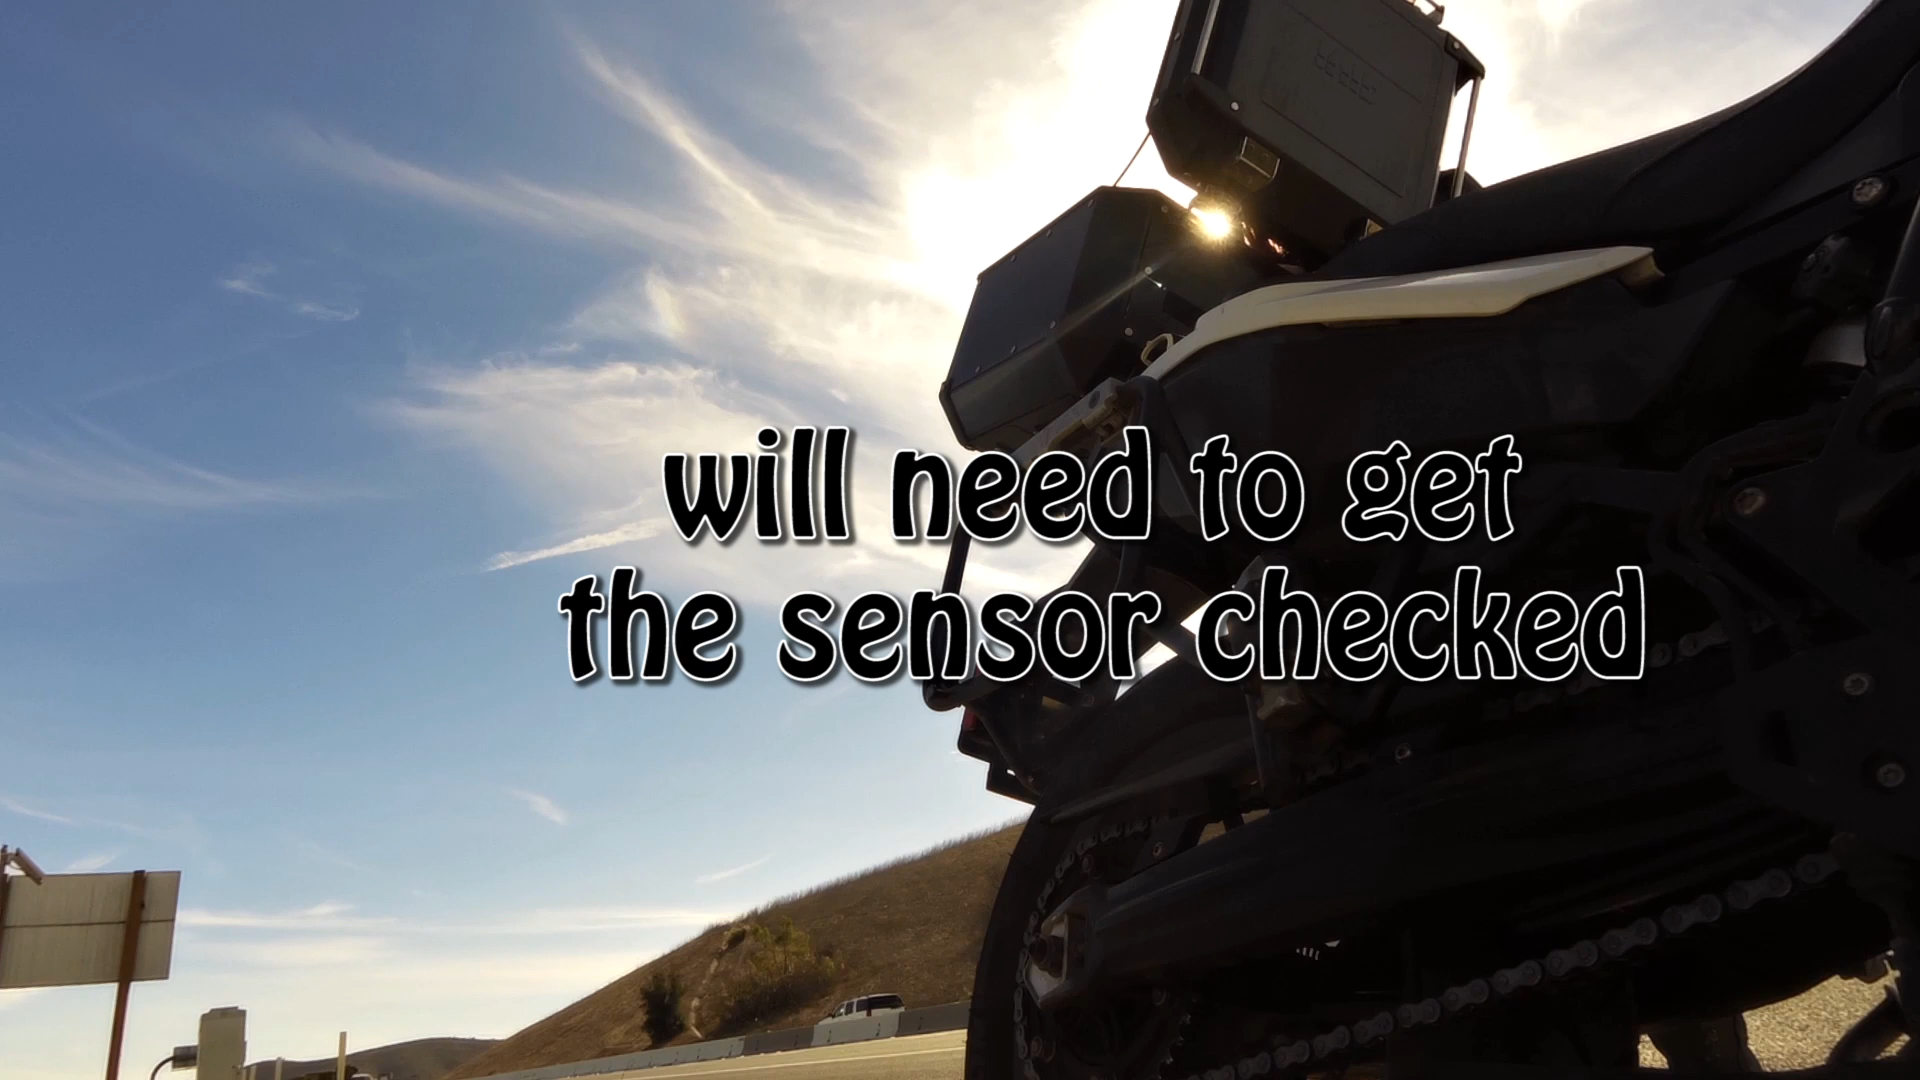 will need to get
the sensor checked